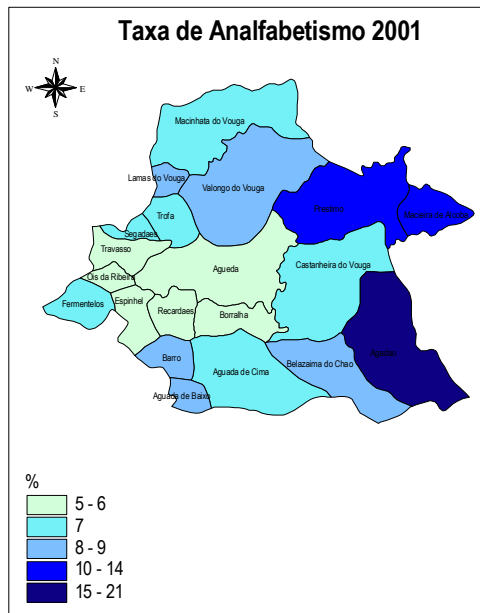 Taxa de Analfabetismo 2001
N
W E
S
Macinhata do Vouga
Lamas do Vouga
Valongo do Vouga
Prestimo
Trofa
Segadaes
Travasso
Agueda
Castanheira do Vouga
Ois da Ribeira
Fermentelos
Espinhel
Recardaes
Borralha
Agadao
Barro
Aguada de Cima
Belazaima do Chao
Aguada de Baixo
%
5 - 6
7
8 - 9
10 - 14
15 - 21